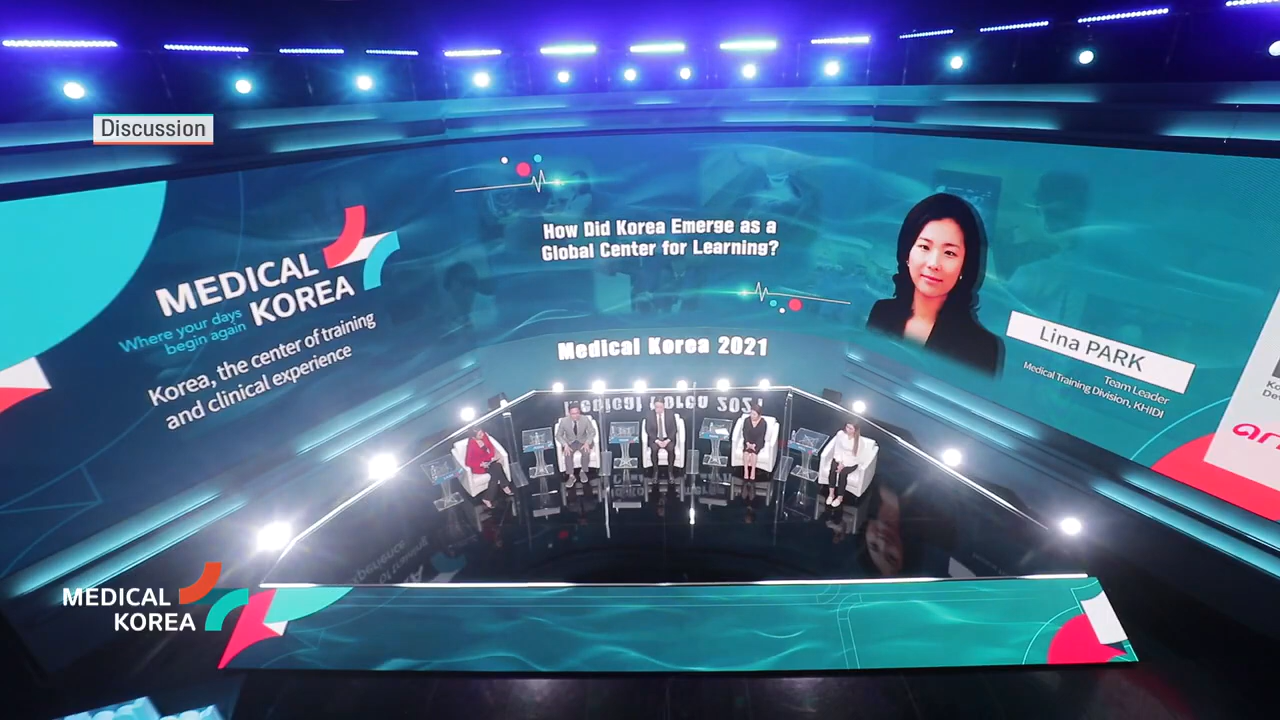 Discussion
MEDICAL
KOREA
Where your days
begin again
Korea, the center of training
and clinical experience
How Did Korea Emerge as a
Global Center for Learning?
Medical Korea 2021
Lina PARK
Team Leader
Medical Training Division, KHIDI
MEDICAL
KOREA